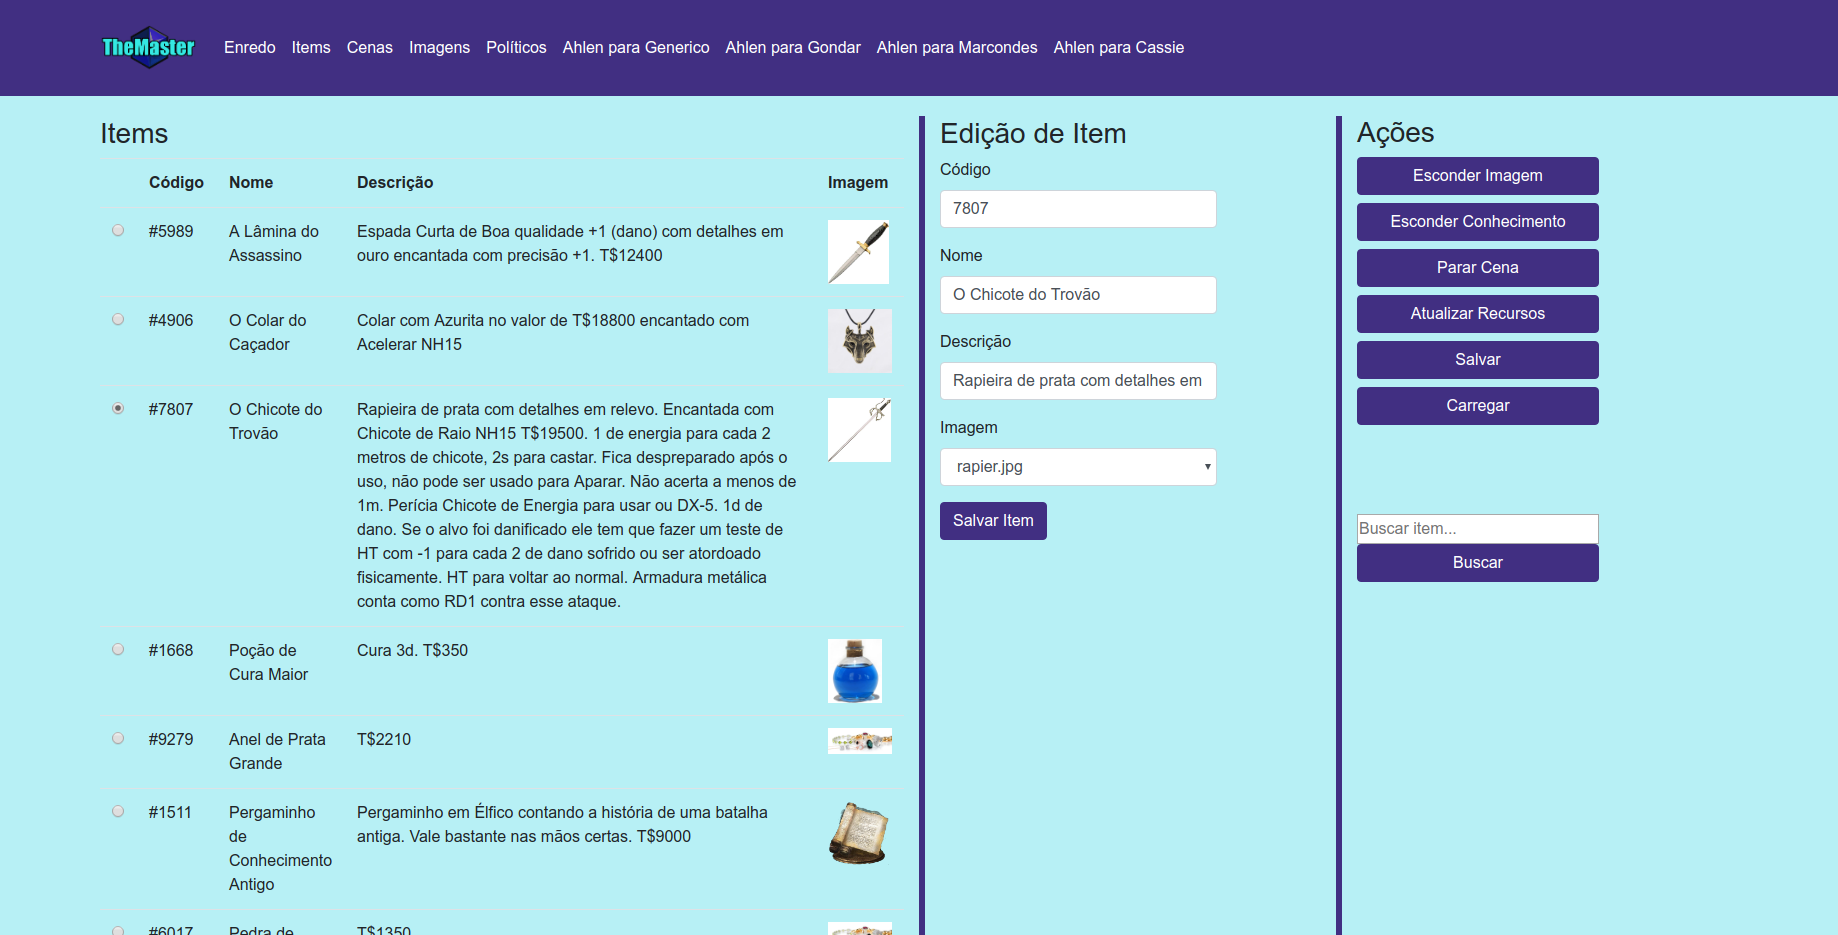 TheMaster
Enredo Items Cenas Imagens Políticos Ahlen para Generico Ahlen para Gondar Ahlen para Marcondes Ahlen para Cassie
Items
Código Nome Descrição Imagem
#5989
A Lâmina do
Assassino
Espada Curta de Boa qualidade +1 (dano) com detalhes em
ouro encantada com precisão +1. T$12400
#4906
O Colar do
Caçador
Colar com Azurita no valor de T$18800 encantado com
Acelerar NH15
#7807
O Chicote do
Trovão
Rapieira de prata com detalhes em relevo. Encantada com
Chicote de Raio NH15 T$19500. 1 de energia para cada 2
metros de chicote, 2s para castar. Fica despreparado após o
uso, não pode ser usado para Aparar. Não acerta a menos de
1m. Perícia Chicote de Energia para usar ou DX-5. 1d de
dano. Se o alvo foi danificado ele tem que fazer um teste de
HT com -1 para cada 2 de dano sofrido ou ser atordoado
fisicamente. HT para voltar ao normal. Armadura metálica
conta como RD1 contra esse ataque.
#1668
Poção de
Cura Maior
Cura 3d. T$350
#9279
Anel de Prata
Grande
T$2210
#1511
Pergaminho
de
Conhecimento
Antigo
Pergaminho em Élfico contando a história de uma batalha
antiga. Vale bastante nas mãos certas. T$9000
#6017
Pedra de
T$1350
Edição de Item
Código
7807
Nome
O Chicote do Trovão
Descrição
Rapieira de prata com detalhes em
Imagem
rapier.jpg
Salvar Item
Ações
Esconder Imagem
Esconder Conhecimento
Parar Cena
Atualizar Recursos
Salvar
Carregar
Buscar item...
Buscar